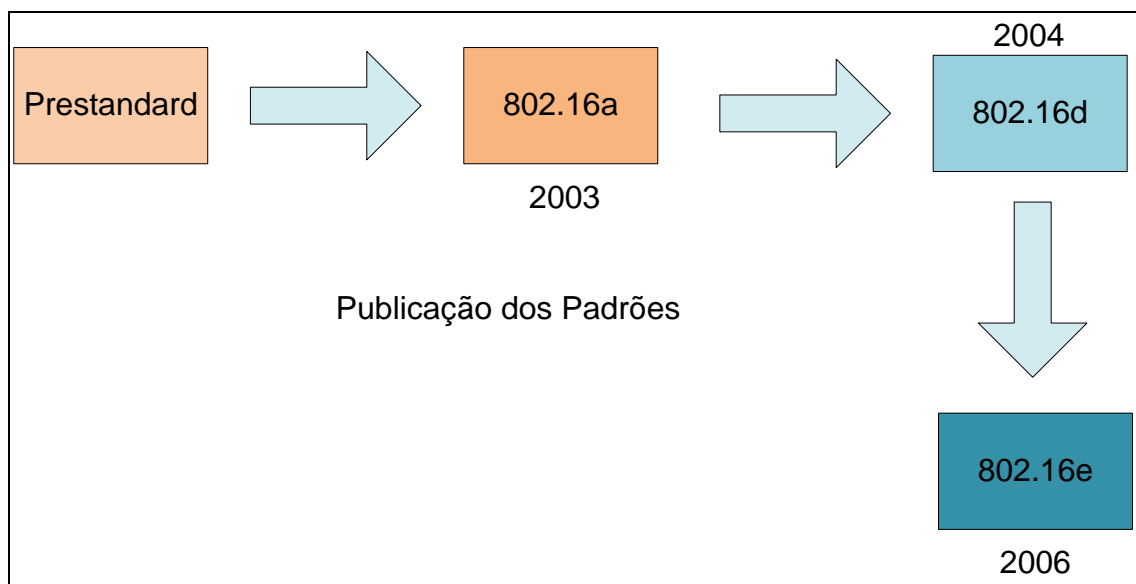 Prestandard
802.16a
2003
2004
802.16d
Publicação dos Padrões
802.16e
2006